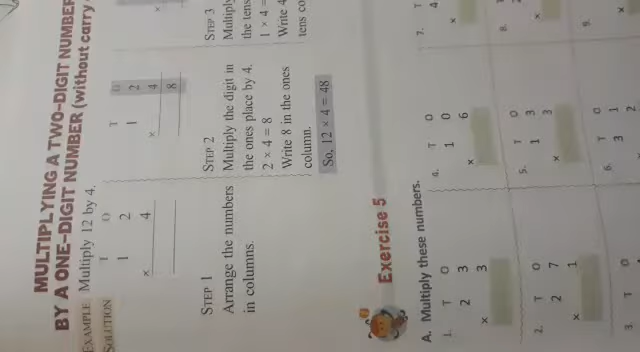 MULTIPLYING A TWO-DIGIT NUMBER
BY A ONE-DIGIT NUMBER (without carry
EXAMPLE Multiply 12 by 4.
SOLUTION
T O
1 2
× 4
T O
1 2
× 4
8
×
STEP 1
Arrange the numbers
in columns.
STEP 2
Multiply the digit in
the ones place by 4.
2 × 4 = 8
Write 8 in the ones
column.
STEP 3
Multiply
the tens
1 × 4 =
Write 4
tens co
So, 12 × 4 = 48
Exercise 5
A. Multiply these numbers.
1. T O
2 3
× 3
4. T O
1 0
× 6
7. T
4
×
2. T O
2 7
× 1
5. T O
1 3
× 3
8.
×
3. T O
6. T O
3 1
× 2
9.
×